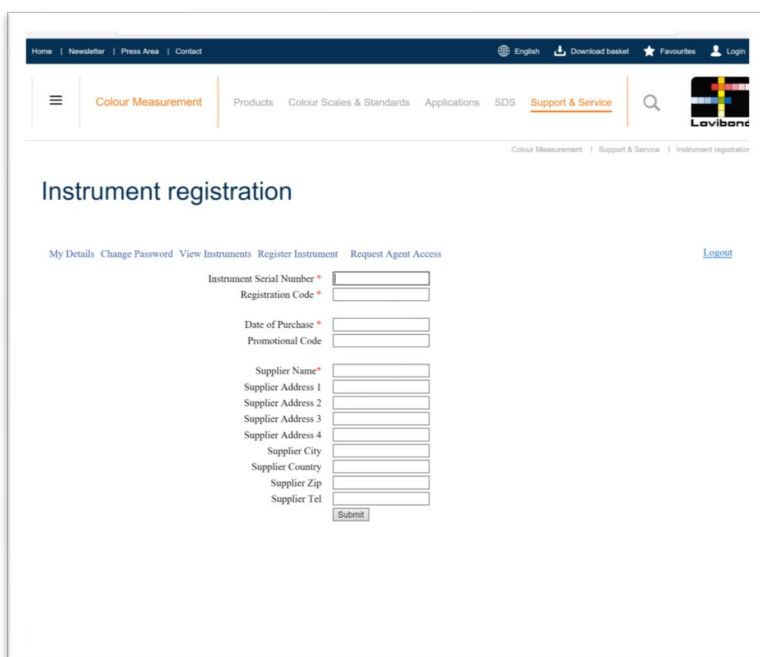 Home | Newsletter | Press Area | Contact English Download basket Favourites Login
Colour Measurement Products Colour Scales & Standards Applications SDS Support & Service
Lovibond
Colour Measurement | Support & Service | Instrument registration
Instrument registration
My Details Change Password View Instruments Register Instrument Request Agent Access Logout
Instrument Serial Number *
Registration Code *
Date of Purchase *
Promotional Code
Supplier Name*
Supplier Address 1
Supplier Address 2
Supplier Address 3
Supplier Address 4
Supplier City
Supplier Country
Supplier Zip
Supplier Tel
Submit